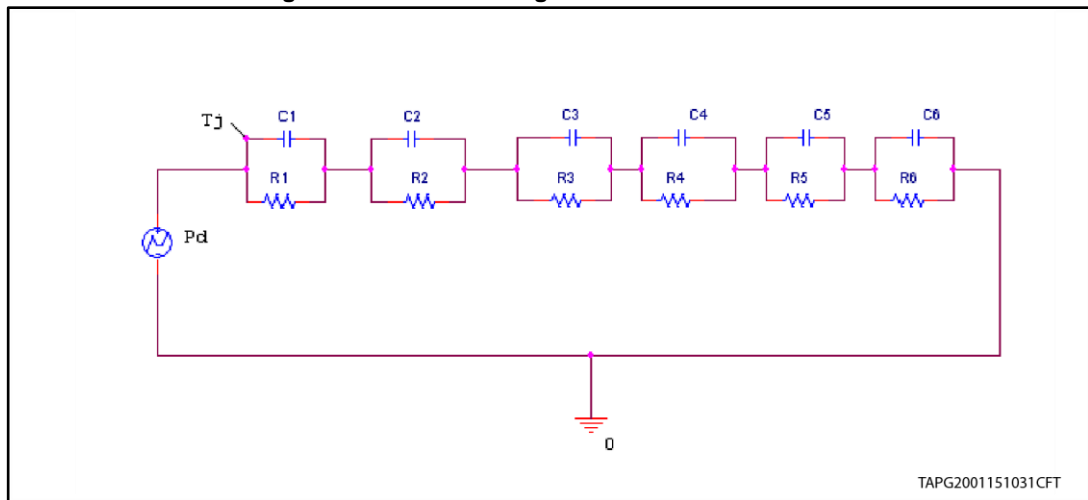 Tj
C1
C2
C3
C4
C5
C6
R1
R2
R3
R4
R5
R6
Pd
0
TAPG2001151031CFT